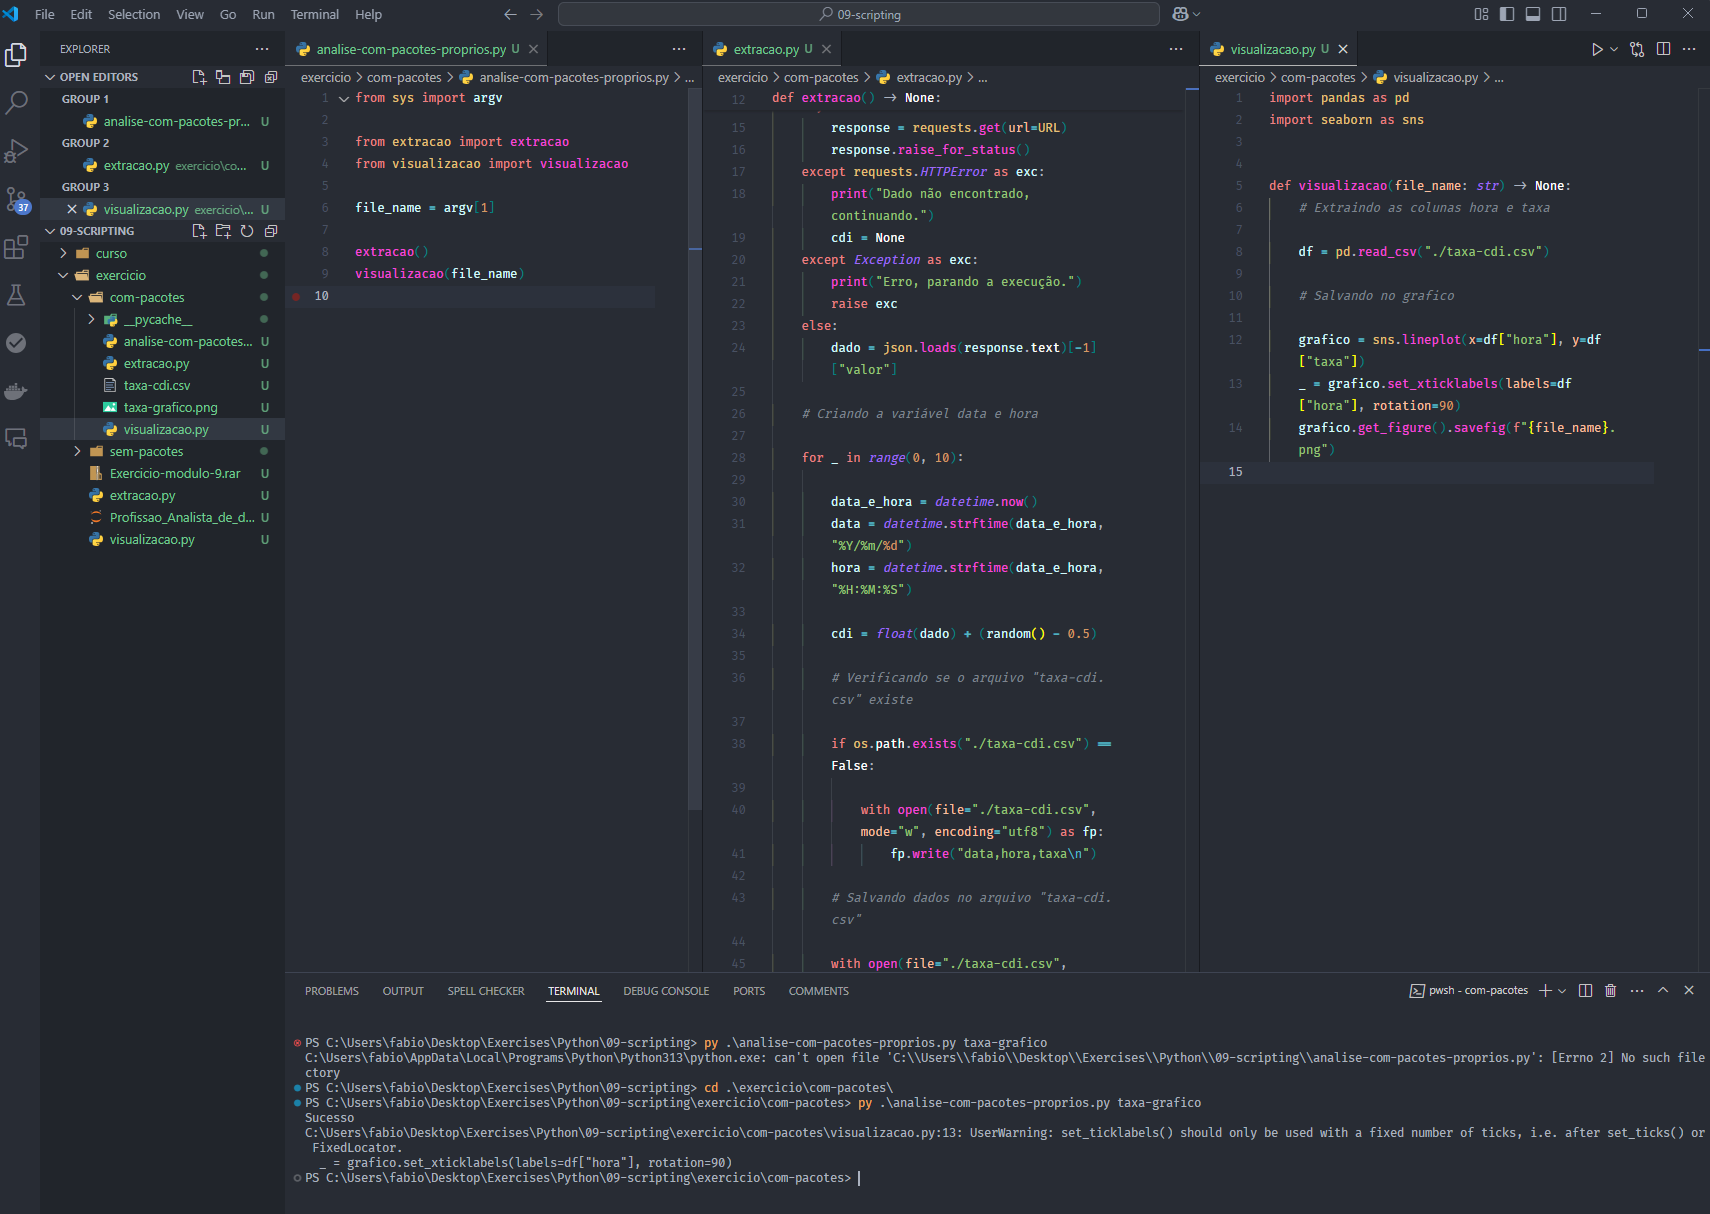 File Edit Selection View Go Run Terminal Help
09-scripting
EXPLORER
OPEN EDITORS
GROUP 1
analise-com-pacotes-pr... U
GROUP 2
extracao.py exercicio\co... U
GROUP 3
visualizacao.py exercicio\... U
09-SCRIPTING
curso
exercicio
com-pacotes
__pycache__
analise-com-pacotes... U
extracao.py U
taxa-cdi.csv U
taxa-grafico.png U
visualizacao.py U
sem-pacotes
Exercicio-modulo-9.rar U
extracao.py U
Profissao_Analista_de_d... U
visualizacao.py U
37
analise-com-pacotes-proprios.py U
exercicio > com-pacotes > analise-com-pacotes-proprios.py > ...
1 from sys import argv
2
3 from extracao import extracao
4 from visualizacao import visualizacao
5
6 file_name = argv[1]
7
8 extracao()
9 visualizacao(file_name)
10
extracao.py U
exercicio > com-pacotes > extracao.py > ...
12 def extracao() -> None:
15 response = requests.get(url=URL)
16 response.raise_for_status()
17 except requests.HTTPError as exc:
18 print("Dado não encontrado,
continuando.")
19 cdi = None
20 except Exception as exc:
21 print("Erro, parando a execução.")
22 raise exc
23 else:
24 dado = json.loads(response.text)[-1]
["valor"]
25
26 # Criando a variável data e hora
27
28 for _ in range(0, 10):
29
30 data_e_hora = datetime.now()
31 data = datetime.strftime(data_e_hora,
"%Y/%m/%d")
32 hora = datetime.strftime(data_e_hora,
"%H:%M:%S")
33
34 cdi = float(dado) + (random() - 0.5)
35
36 # Verificando se o arquivo "taxa-cdi.
csv" existe
37
38 if os.path.exists("./taxa-cdi.csv") ==
False:
39
40 with open(file="./taxa-cdi.csv",
mode="w", encoding="utf8") as fp:
41 fp.write("data,hora,taxa\n")
42
43 # Salvando dados no arquivo "taxa-cdi.
csv"
44
45 with open(file="./taxa-cdi.csv",
visualizacao.py U
exercicio > com-pacotes > visualizacao.py > ...
1 import pandas as pd
2 import seaborn as sns
3
4
5 def visualizacao(file_name: str) -> None:
6 # Extraindo as colunas hora e taxa
7
8 df = pd.read_csv("./taxa-cdi.csv")
9
10 # Salvando no grafico
11
12 grafico = sns.lineplot(x=df["hora"], y=df
["taxa"])
13 _ = grafico.set_xticklabels(labels=df
["hora"], rotation=90)
14 grafico.get_figure().savefig(f"{file_name}.
png")
15
PROBLEMS OUTPUT SPELL CHECKER TERMINAL DEBUG CONSOLE PORTS COMMENTS
pwsh - com-pacotes
PS C:\Users\fabio\Desktop\Exercises\Python\09-scripting> py .\analise-com-pacotes-proprios.py taxa-grafico
C:\Users\fabio\AppData\Local\Programs\Python\Python313\python.exe: can't open file 'C:\\Users\\fabio\\Desktop\\Exercises\\Python\\09-scripting\\analise-com-pacotes-proprios.py': [Errno 2] No such file
ctory
PS C:\Users\fabio\Desktop\Exercises\Python\09-scripting> cd .\exercicio\com-pacotes\
PS C:\Users\fabio\Desktop\Exercises\Python\09-scripting\exercicio\com-pacotes> py .\analise-com-pacotes-proprios.py taxa-grafico
Sucesso
C:\Users\fabio\Desktop\Exercises\Python\09-scripting\exercicio\com-pacotes\visualizacao.py:13: UserWarning: set_ticklabels() should only be used with a fixed number of ticks, i.e. after set_ticks() or
FixedLocator.
_ = grafico.set_xticklabels(labels=df["hora"], rotation=90)
PS C:\Users\fabio\Desktop\Exercises\Python\09-scripting\exercicio\com-pacotes>